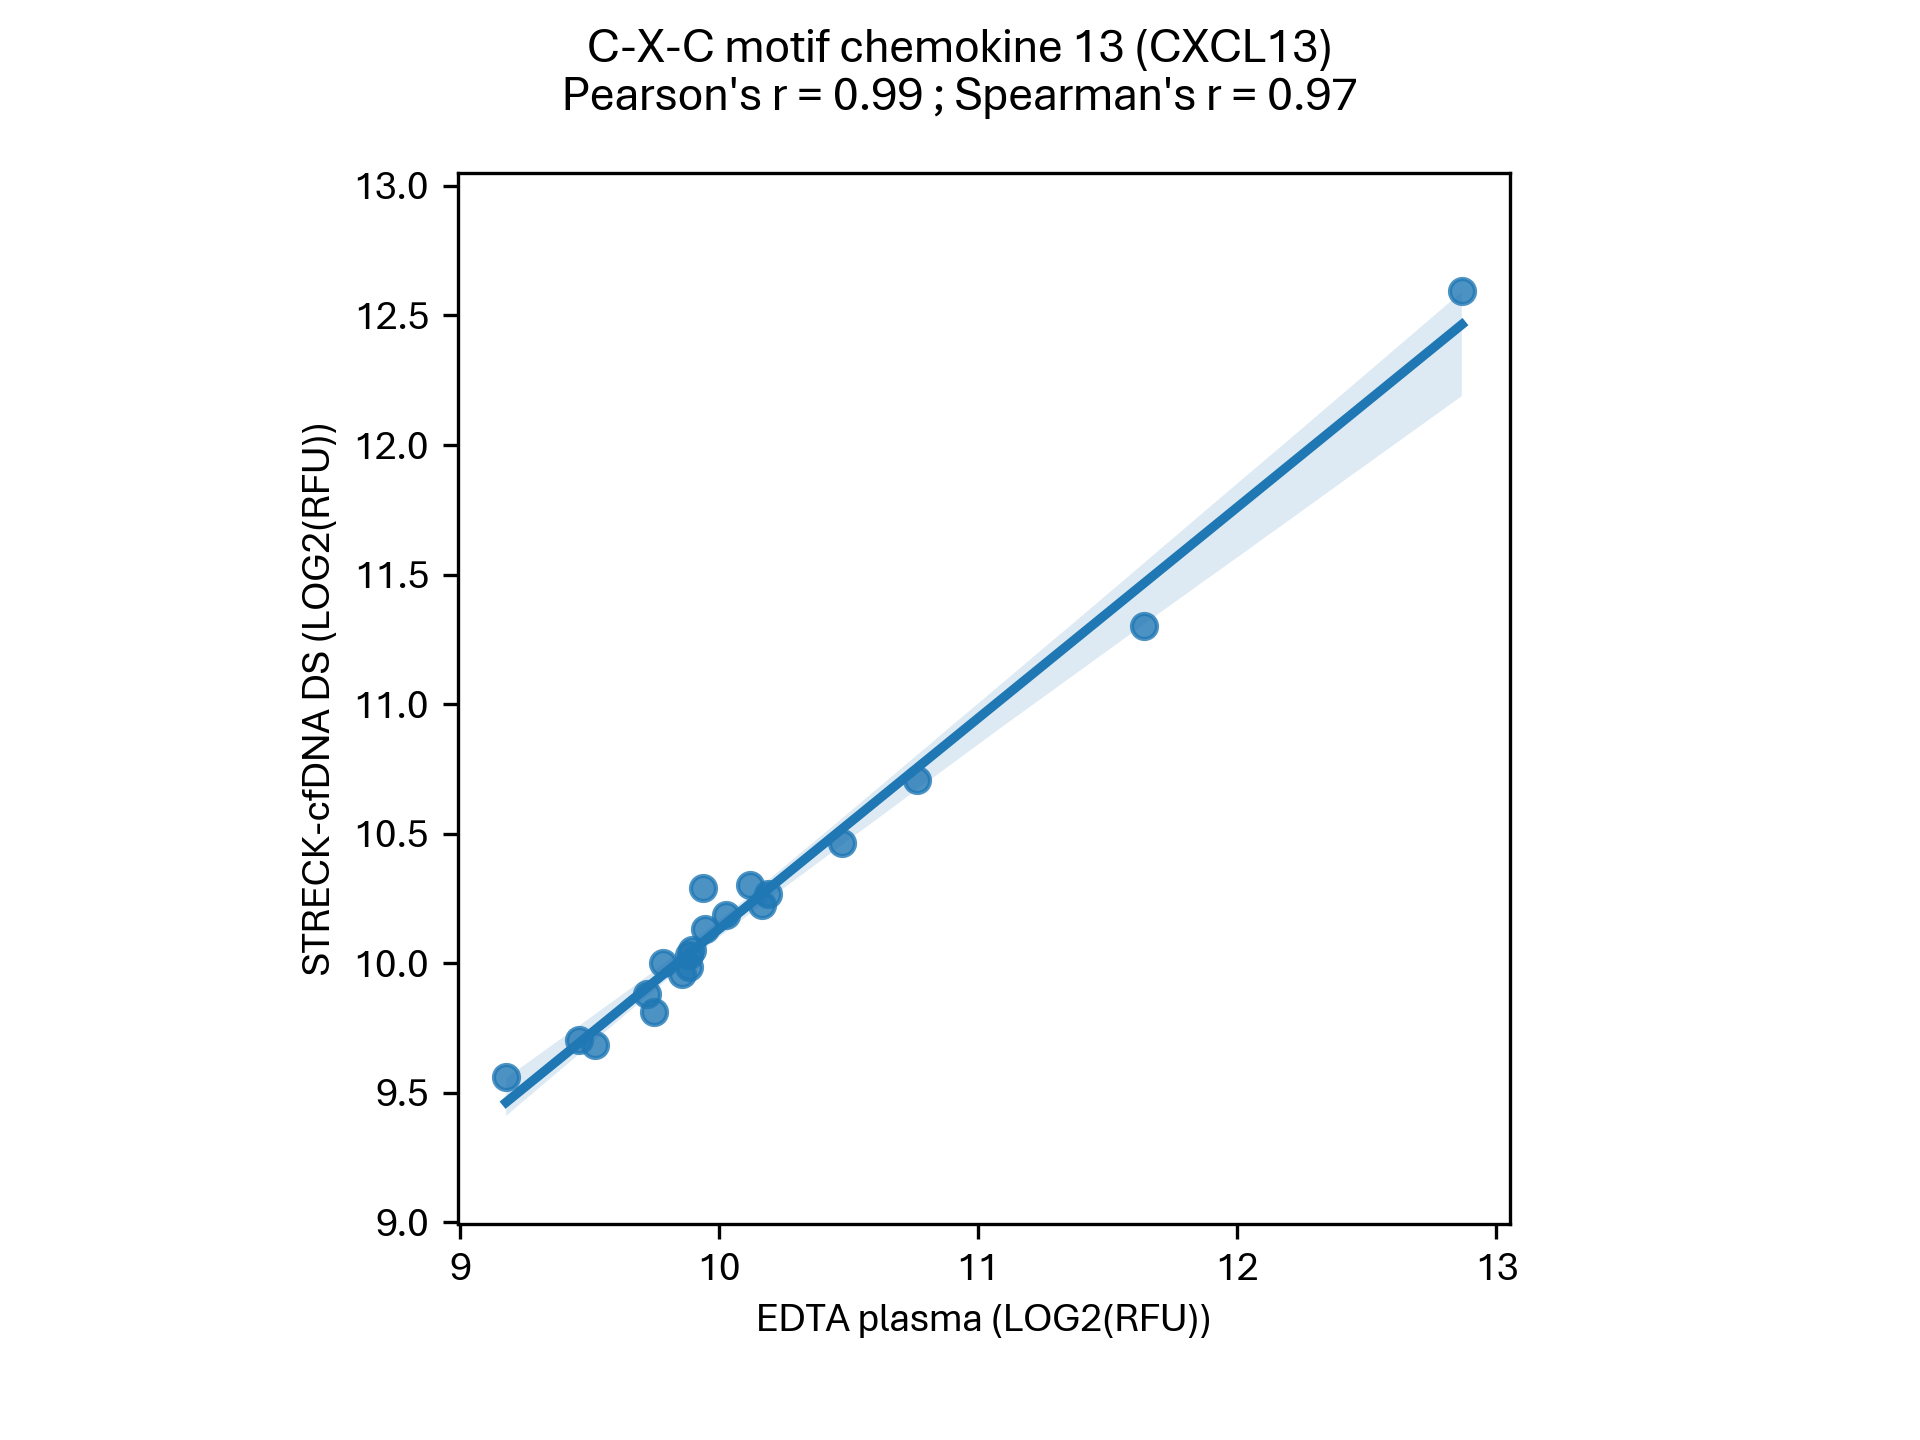 C-X-C motif chemokine 13 (CXCL13)
Pearson's r = 0.99 ; Spearman's r = 0.97
13.0
12.5
12.0
11.5
11.0
10.5
10.0
9.5
9.0
STRECK-cfDNA DS (LOG2(RFU))
9 10 11 12 13
EDTA plasma (LOG2(RFU))